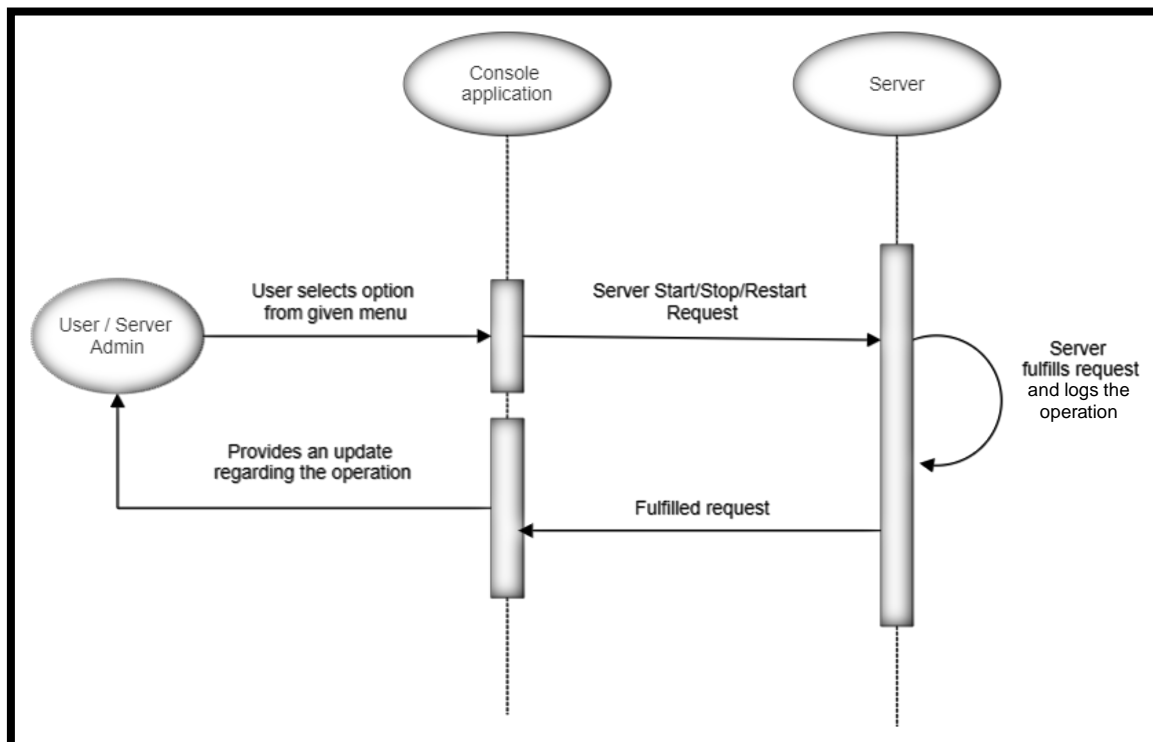 Console
application
Server
User selects option
from given menu
Server Start/Stop/Restart
Request
User / Server
Admin
Server
fulfills request
and logs the
operation
Provides an update
regarding the operation
Fulfilled request